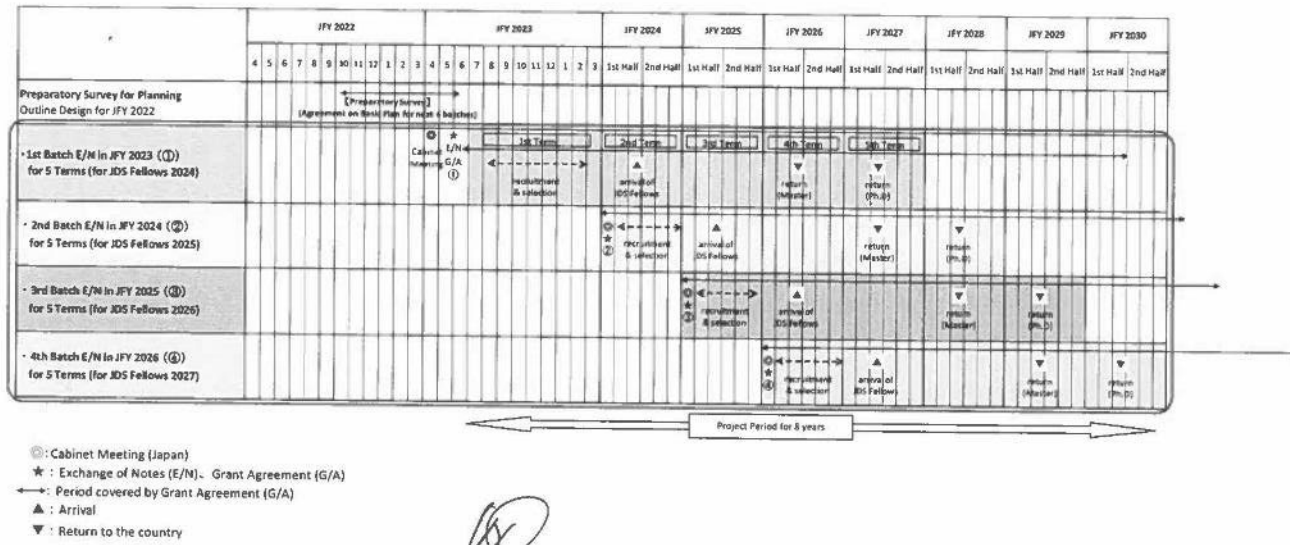 JFY 2022 JFY 2023 JFY 2024 JFY 2025 JFY 2026 JFY 2027 JFY 2028 JFY 2029 JFY 2030
4 5 6 7 8 9 10 11 12 1 2 3 4 5 6 7 8 9 10 11 12 1 2 3 1st Half 2nd Half 1st Half 2nd Half 1st Half 2nd Half 1st Half 2nd Half 1st Half 2nd Half 1st Half 2nd Half 1st Half 2nd Half
Preparatory Survey for Planning
Outline Design for JFY 2022
【Preparatory Survey】
(Agreement on Basic Plan for next 4 batches)
・1st Batch E/N in JFY 2023 (①)
for 5 Terms (for JDS Fellows 2024)
◎ ★
Cabinet Meeting
E/N
G/A
①
1st Term 2nd Term 3rd Term 4th Term 5th Term
recruitment
& selection
arrival of
JDS Fellows
return
(Master)
return
(Ph.D)
・2nd Batch E/N in JFY 2024 (②)
for 5 Terms (for JDS Fellows 2025)
◎
★
②
recruitment
& selection
arrival of
JDS Fellows
return
(Master)
return
(Ph.D)
・3rd Batch E/N in JFY 2025 (③)
for 5 Terms (for JDS Fellows 2026)
◎
★
③
recruitment
& selection
arrival of
JDS Fellows
return
(Master)
return
(Ph.D)
・4th Batch E/N in JFY 2026 (④)
for 5 Terms (for JDS Fellows 2027)
◎
★
④
recruitment
& selection
arrival of
JDS Fellows
return
(Master)
return
(Ph.D)
Project Period for 8 years
◎: Cabinet Meeting (Japan)
★ : Exchange of Notes (E/N)、Grant Agreement (G/A)
←→: Period covered by Grant Agreement (G/A)
▲ : Arrival
▼ : Return to the country